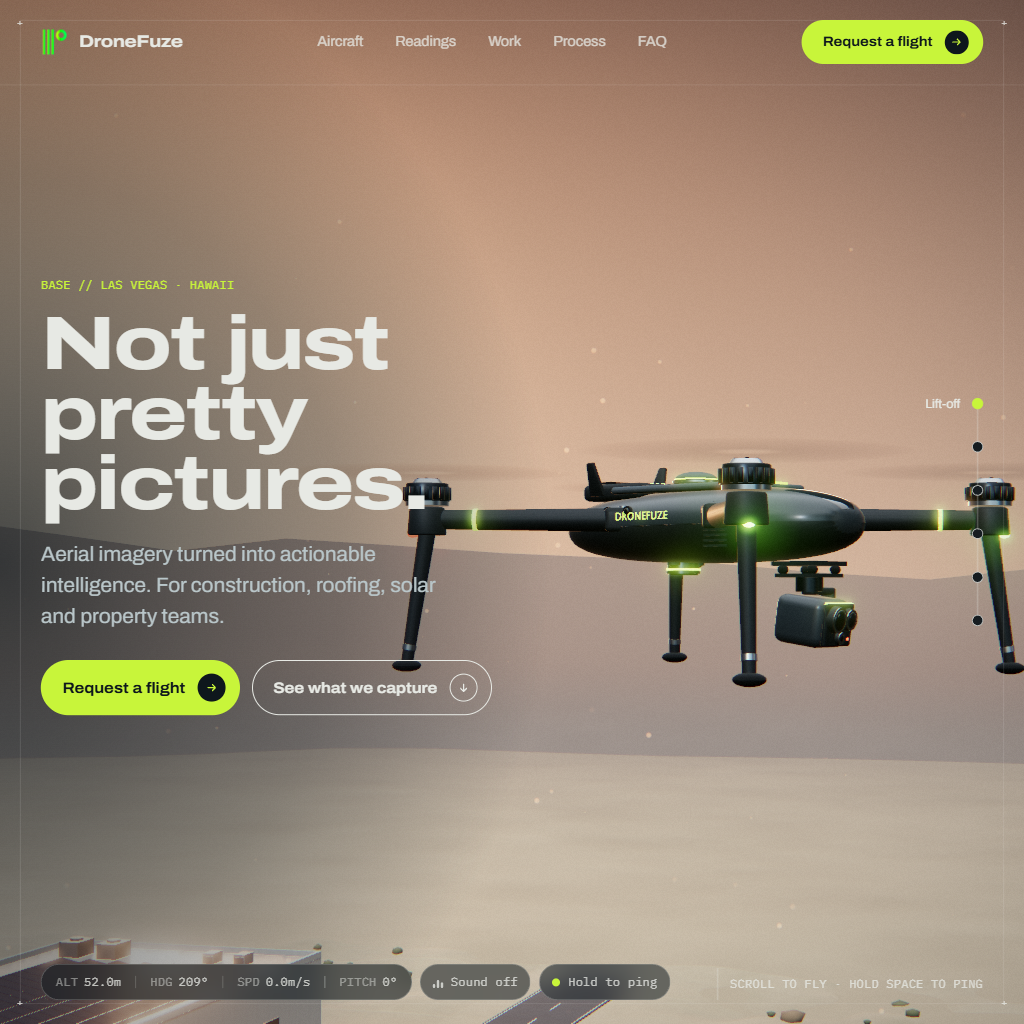 DroneFuze
Aircraft Readings Work Process FAQ
Request a flight
BASE // LAS VEGAS · HAWAII
Not just
pretty
pictures.
Lift-off
DRONEFUZE
Aerial imagery turned into actionable
intelligence. For construction, roofing, solar
and property teams.
Request a flight
See what we capture
ALT 52.0m HDG 209° SPD 0.0m/s PITCH 0°
Sound off
Hold to ping
SCROLL TO FLY · HOLD SPACE TO PING